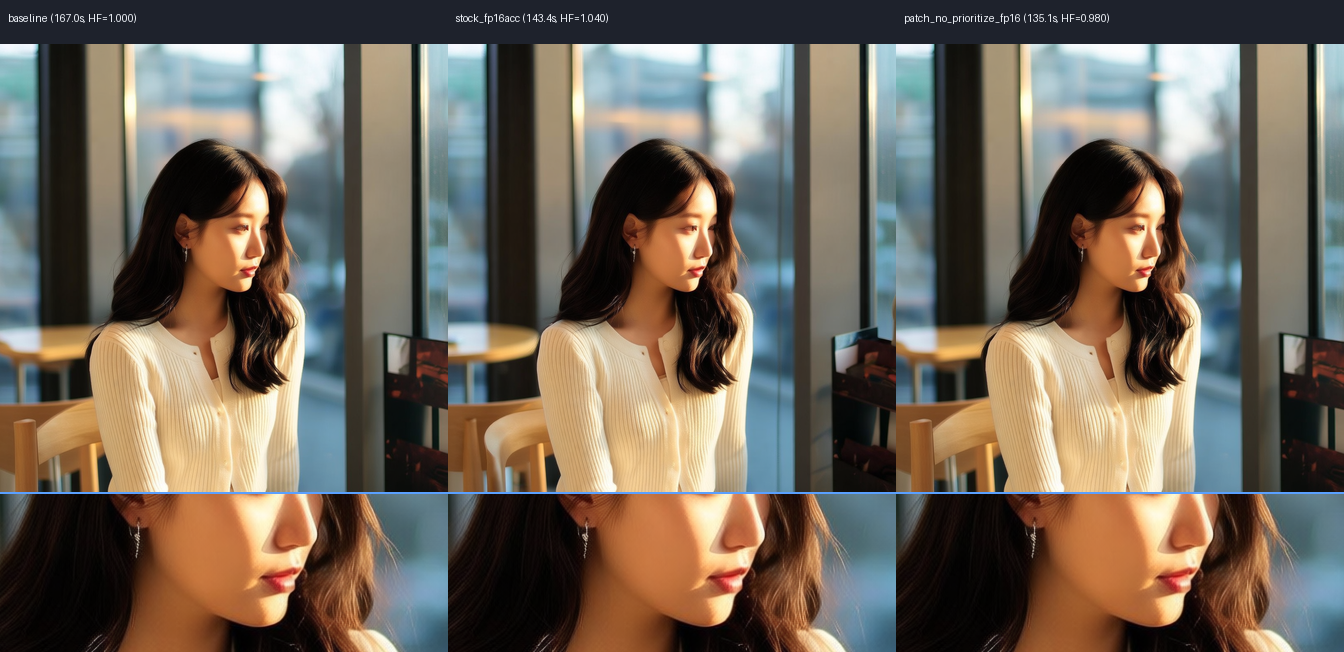 baseline (167.0s, HF=1.000)
stock_fp16acc (143.4s, HF=1.040)
patch_no_prioritize_fp16 (135.1s, HF=0.980)